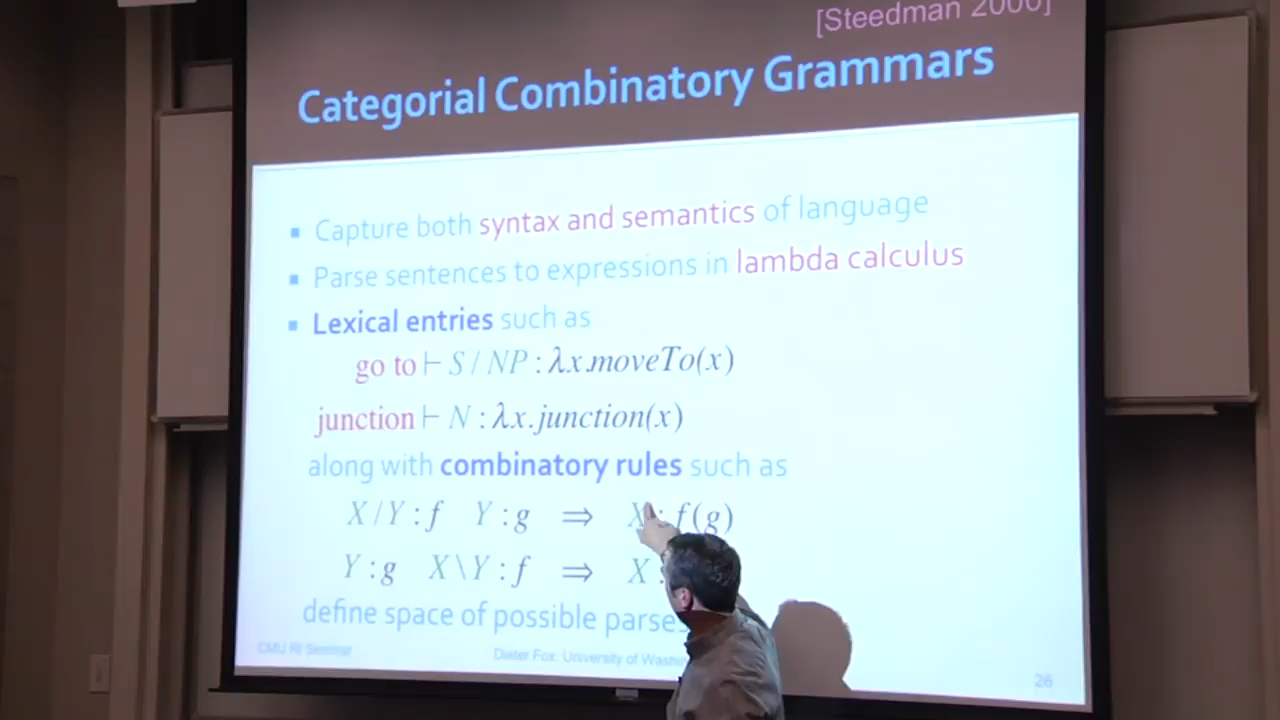 [Steedman 2000]
Categorial Combinatory Grammars
▪ Capture both syntax and semantics of language
▪ Parse sentences to expressions in lambda calculus
▪ Lexical entries such as
go to ⊢ S / NP : λx.moveTo(x)
junction ⊢ N : λx.junction(x)
along with combinatory rules such as
X/Y : f Y : g ⇒ X : f(g)
Y : g X\Y : f ⇒ X :
define space of possible parses
CMU RI Seminar Dieter Fox: University of 26